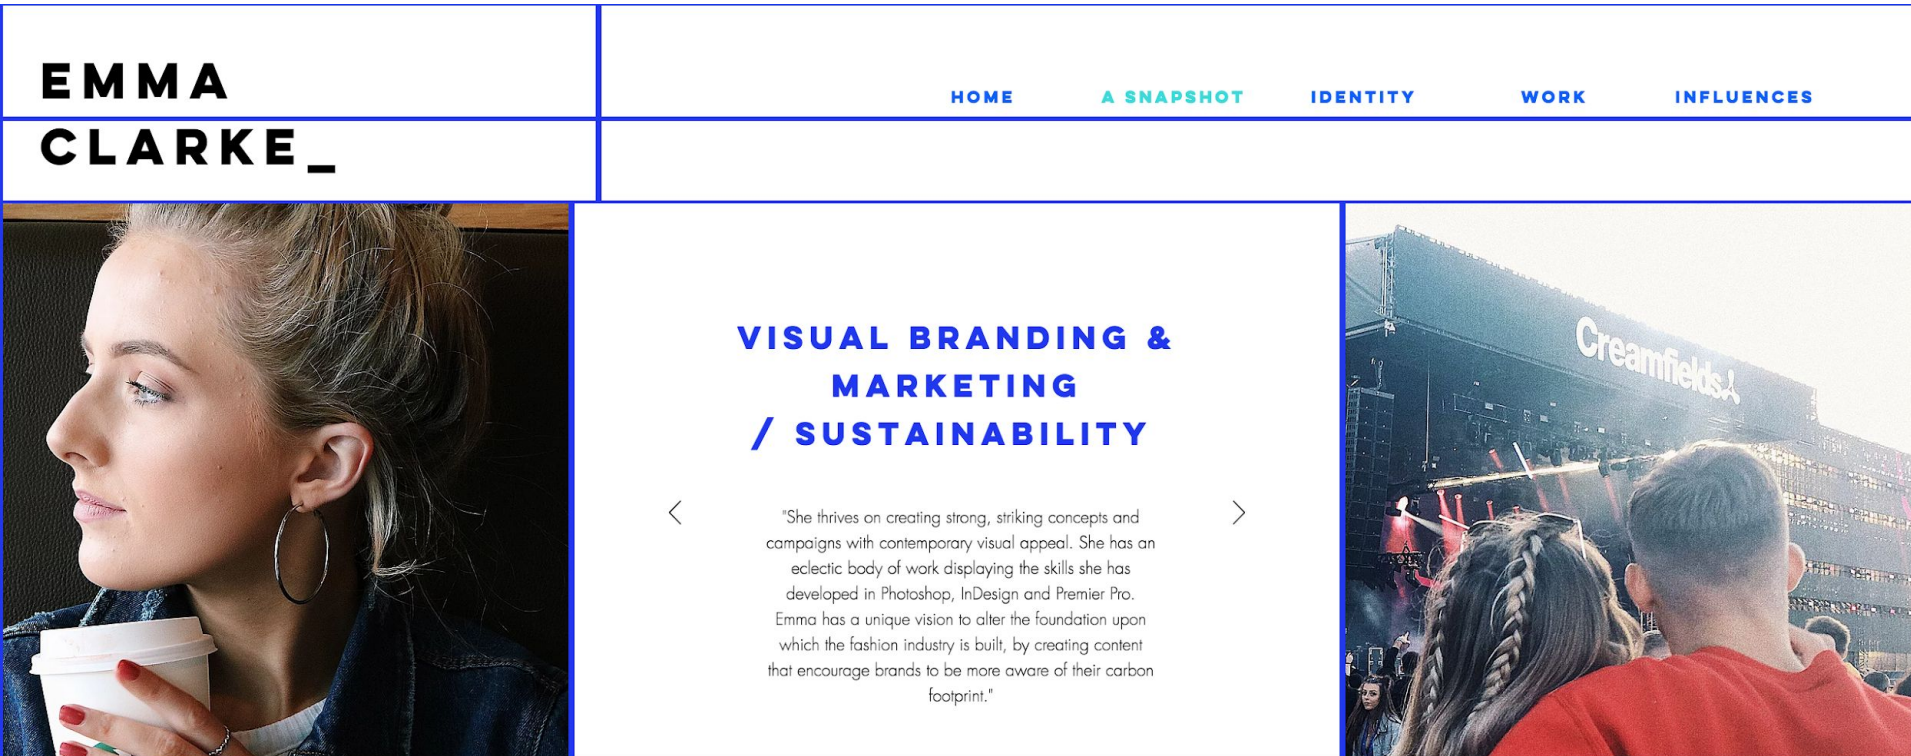 EMMA
CLARKE_
HOME
A SNAPSHOT
IDENTITY
WORK
INFLUENCES
VISUAL BRANDING &
MARKETING
/ SUSTAINABILITY
"She thrives on creating strong, striking concepts and
campaigns with contemporary visual appeal. She has an
eclectic body of work displaying the skills she has
developed in Photoshop, InDesign and Premier Pro.
Emma has a unique vision to alter the foundation upon
which the fashion industry is built, by creating content
that encourage brands to be more aware of their carbon
footprint."
Creamfields